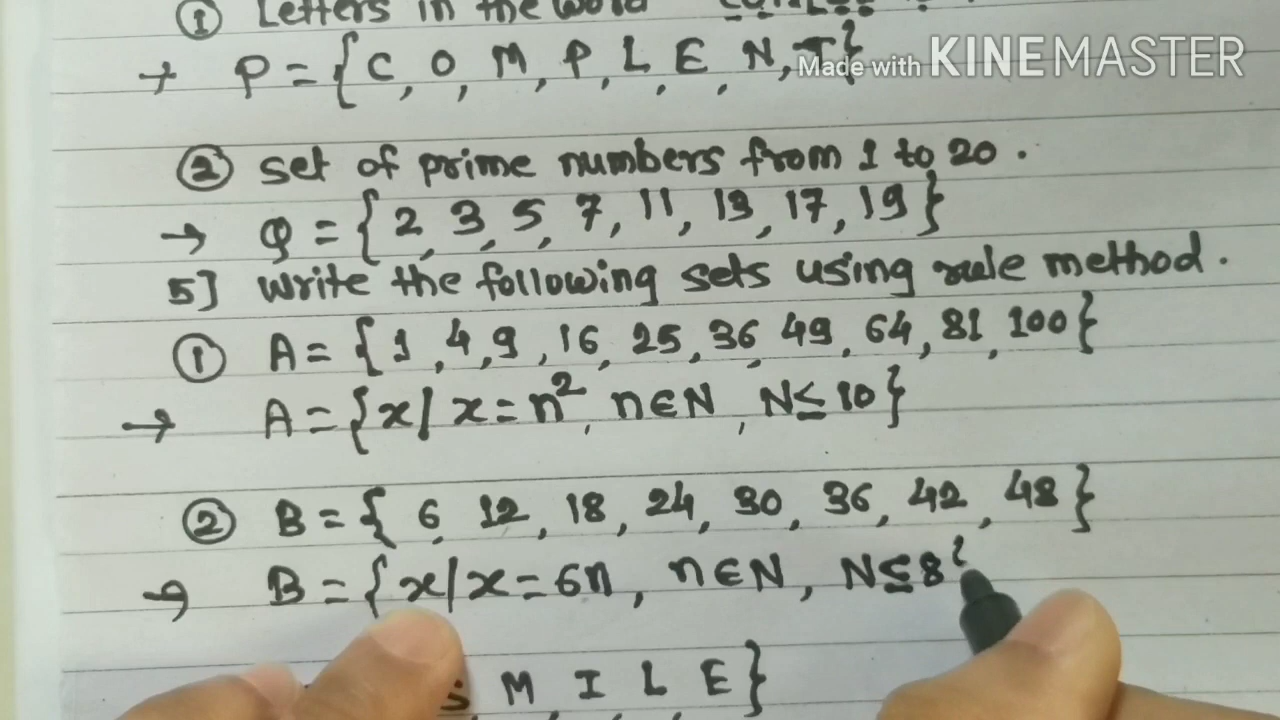 ① Letters in the word
→ P = { C, O, M, P, L, E, N, T}
Made with KINEMASTER
② set of prime numbers from 1 to 20.
→ Q = { 2, 3, 5, 7, 11, 13, 17, 19 }
5] Write the following sets using rule method.
① A = { 1, 4, 9, 16, 25, 36, 49, 64, 81, 100 }
→ A = { x / x = n², n ∈ N, N ≤ 10 }
② B = { 6, 12, 18, 24, 30, 36, 42, 48 }
→ B = { x / x = 6n, n ∈ N, N ≤ 8 }
S, M, I, L, E }